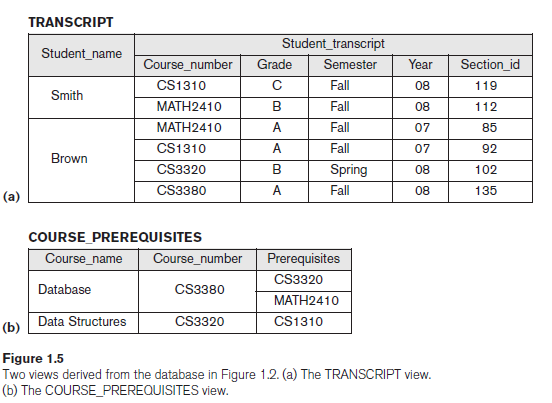 TRANSCRIPT
Student_name Student_transcript
Course_number Grade Semester Year Section_id
Smith CS1310 C Fall 08 119
MATH2410 B Fall 08 112
Brown MATH2410 A Fall 07 85
CS1310 A Fall 07 92
CS3320 B Spring 08 102
CS3380 A Fall 08 135
(a)
COURSE_PREREQUISITES
Course_name Course_number Prerequisites
Database CS3380 CS3320
MATH2410
Data Structures CS3320 CS1310
(b)
Figure 1.5
Two views derived from the database in Figure 1.2. (a) The TRANSCRIPT view.
(b) The COURSE_PREREQUISITES view.